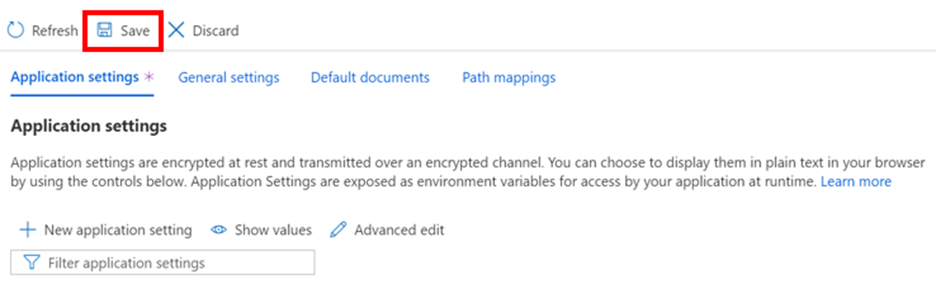 Refresh Save Discard
Application settings * General settings Default documents Path mappings
Application settings
Application settings are encrypted at rest and transmitted over an encrypted channel. You can choose to display them in plain text in your browser
by using the controls below. Application Settings are exposed as environment variables for access by your application at runtime. Learn more
New application setting Show values Advanced edit
Filter application settings